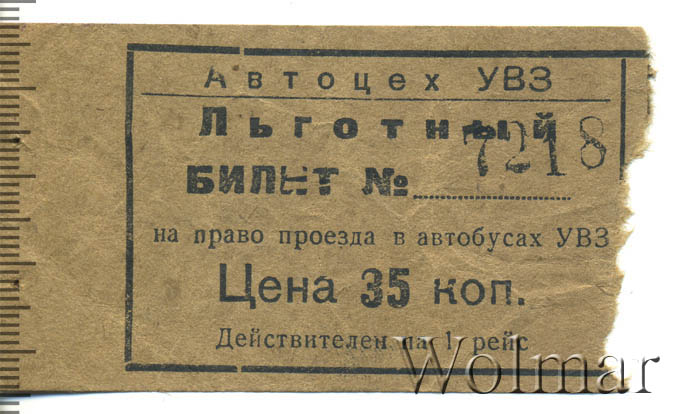 Автоцех УВЗ
Льготный
7218
БИЛЕТ №
на право проезда в автобусах УВЗ
Цена 35 коп.
Действителен на 1 рейс
Wolmar